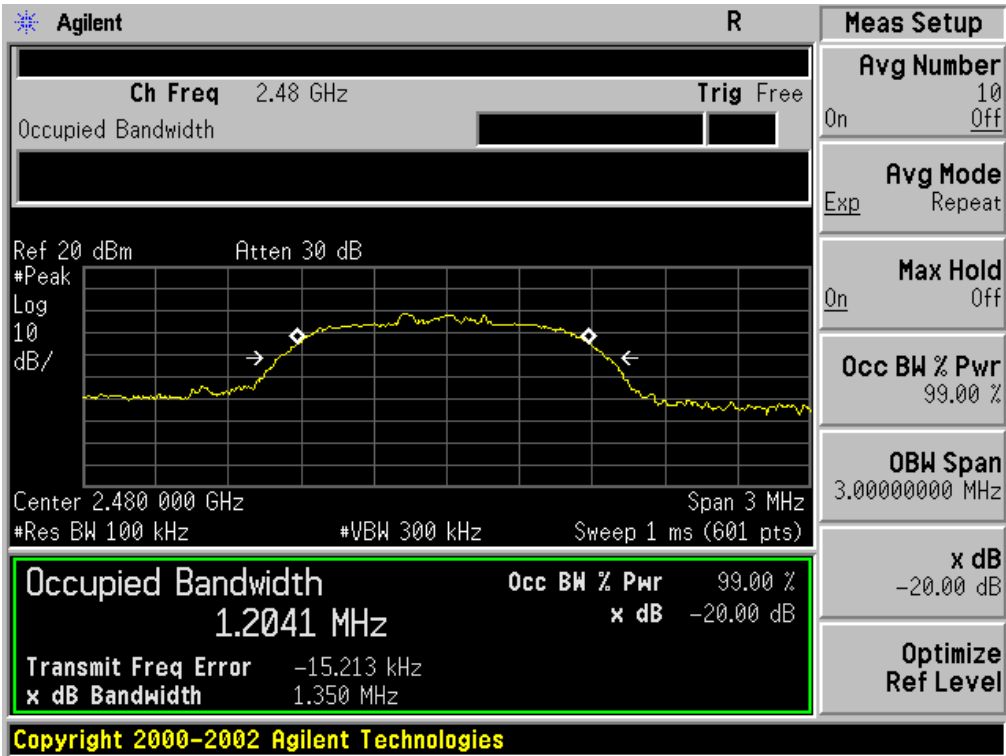 Agilent R Meas Setup
Ch Freq 2.48 GHz Trig Free
Occupied Bandwidth
Ref 20 dBm Atten 30 dB
#Peak
Log
10
dB/
Center 2.480 000 GHz Span 3 MHz
#Res BW 100 kHz #VBW 300 kHz Sweep 1 ms (601 pts)
Occupied Bandwidth Occ BW % Pwr 99.00 %
1.2041 MHz x dB -20.00 dB
Transmit Freq Error -15.213 kHz
x dB Bandwidth 1.350 MHz
Copyright 2000-2002 Agilent Technologies
Avg Number
10
On Off
Avg Mode
Exp Repeat
Max Hold
On Off
Occ BW % Pwr
99.00 %
OBW Span
3.00000000 MHz
x dB
-20.00 dB
Optimize
Ref Level